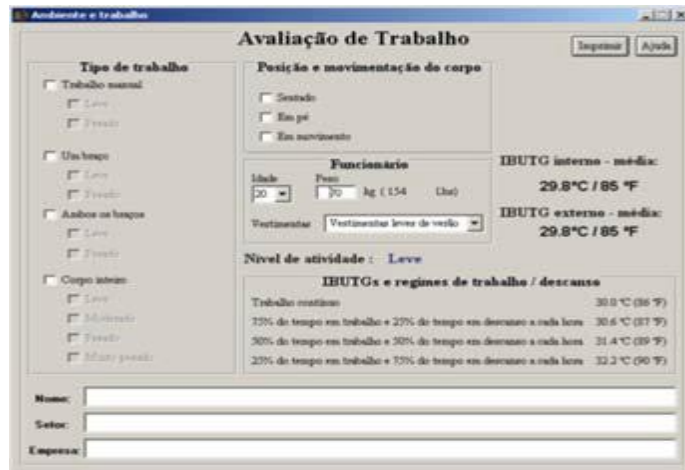 Ambiente e trabalho
Avaliação de Trabalho
Imprimir Ajuda
Tipo de trabalho
Trabalho manual
Leve
Pesado
Um braço
Leve
Pesado
Ambos os braços
Leve
Pesado
Corpo inteiro
Leve
Moderado
Pesado
Muito pesado
Posição e movimentação do corpo
Sentado
Em pé
Em movimento
Funcionário
Idade Peso
20 70 kg (154 Lbs)
Vestimentas Vestimentas leves de verão
IBUTG interno - média:
29.8°C / 85 °F
IBUTG externo - média:
29.8°C / 85 °F
Nível de atividade : Leve
IBUTGs e regimes de trabalho / descanso
Trabalho contínuo 30.0 °C (86 °F)
75% do tempo em trabalho e 25% do tempo em descanso a cada hora 30.6 °C (87 °F)
50% do tempo em trabalho e 50% do tempo em descanso a cada hora 31.4 °C (89 °F)
25% do tempo em trabalho e 75% do tempo em descanso a cada hora 32.2 °C (90 °F)
Nome:
Setor:
Empresa: